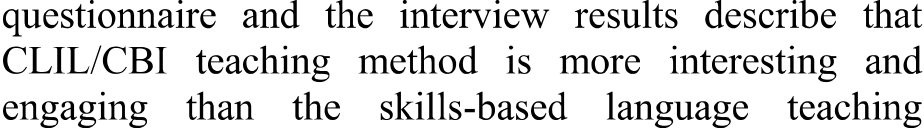 questionnaire and the interview results describe that
CLIL/CBI teaching method is more interesting and
engaging than the skills-based language teaching